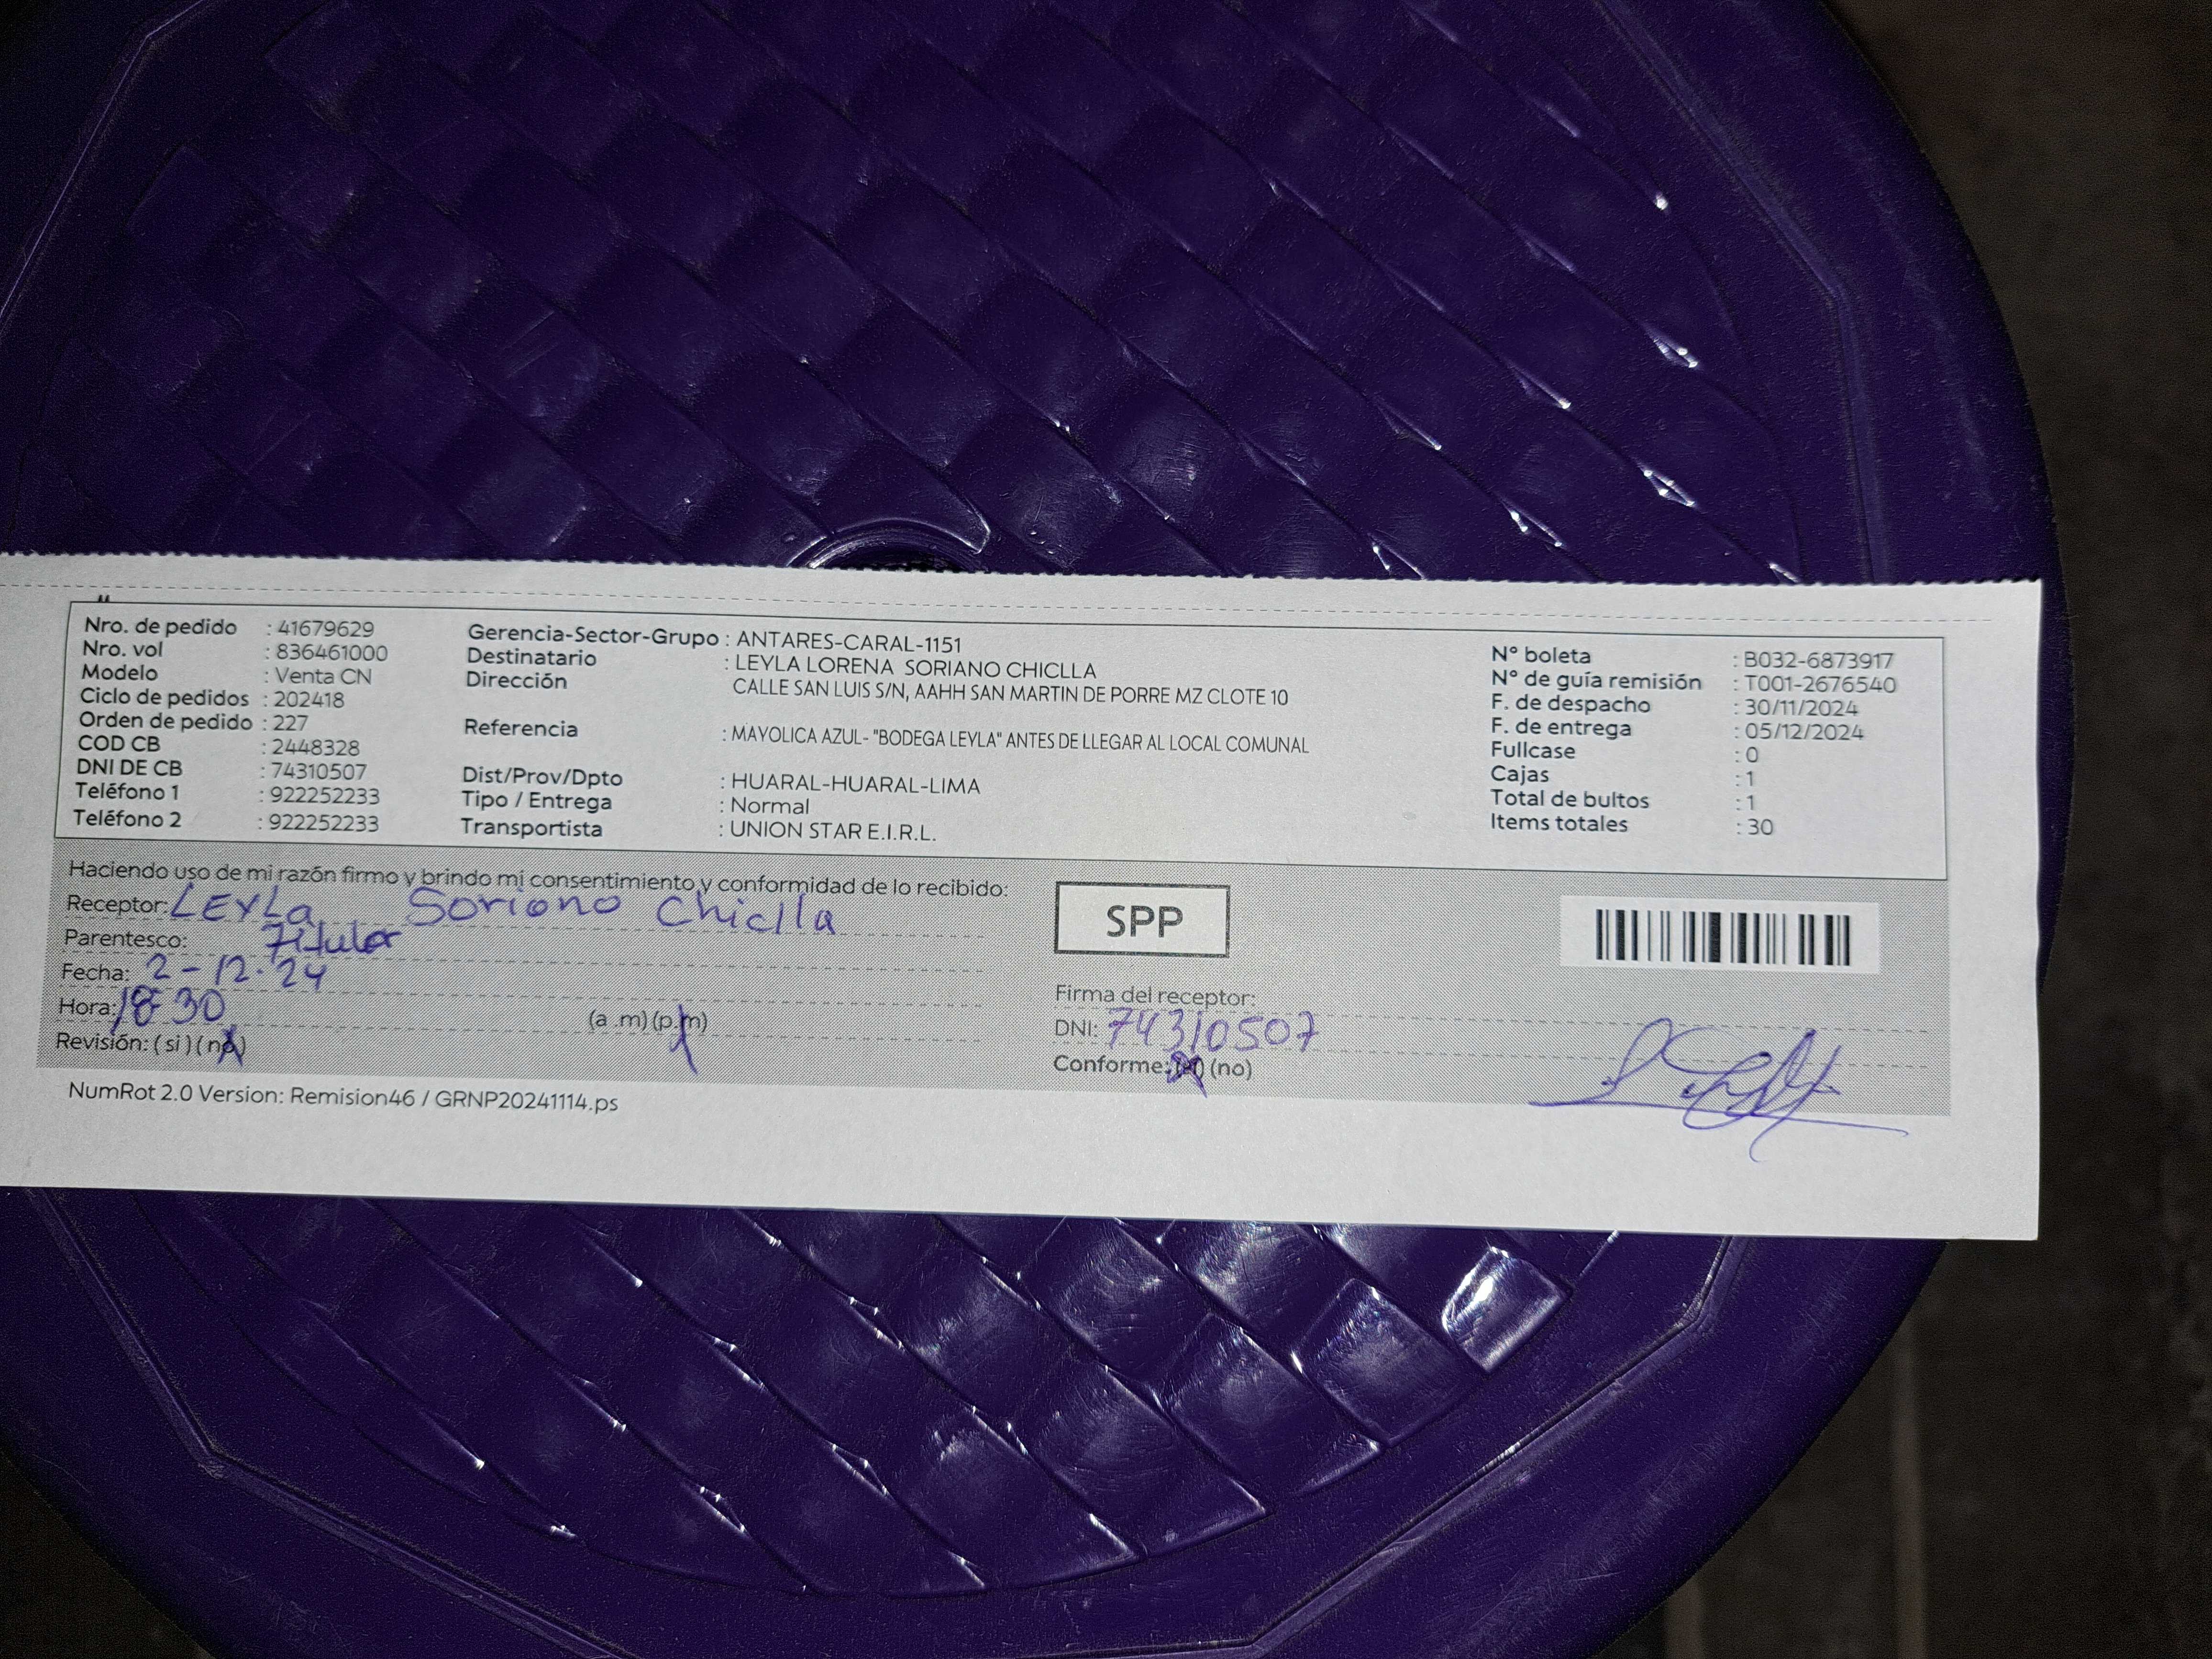 Nro. de pedido : 41679629
Nro. vol : 836461000
Modelo : Venta CN
Ciclo de pedidos : 202418
Orden de pedido : 227
COD CB : 2448328
DNI DE CB : 74310507
Teléfono 1 : 922252233
Teléfono 2 : 922252233
Gerencia-Sector-Grupo : ANTARES-CARAL-1151
Destinatario : LEYLA LORENA SORIANO CHICLLA
Dirección CALLE SAN LUIS S/N, AAHH SAN MARTIN DE PORRE MZ CLOTE 10
Referencia : MAYOLICA AZUL- "BODEGA LEYLA" ANTES DE LLEGAR AL LOCAL COMUNAL
Dist/Prov/Dpto : HUARAL-HUARAL-LIMA
Tipo / Entrega : Normal
Transportista : UNION STAR E.I.R.L.
N° boleta : B032-6873917
N° de guía remisión : T001-2676540
F. de despacho : 30/11/2024
F. de entrega : 05/12/2024
Fullcase : 0
Cajas : 1
Total de bultos : 1
Items totales : 30
Haciendo uso de mi razón firmo y brindo mi consentimiento y conformidad de lo recibido:
Receptor: LEYLa Soriano Chiclla
Parentesco: Titular
Fecha: 2-12.24
Hora: 18 30 (a .m) (p.m)
Revisión: (si) (no)
SPP
Firma del receptor:
DNI: 74310507
Conforme: (si) (no)
NumRot 2.0 Version: Remision46 / GRNP20241114.ps